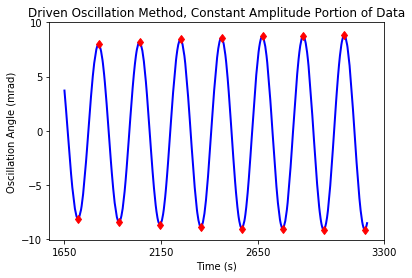 Driven Oscillation Method, Constant Amplitude Portion of Data
10
5
0
−5
−10
Oscillation Angle (mrad)
1650 2150 2650 3300
Time (s)